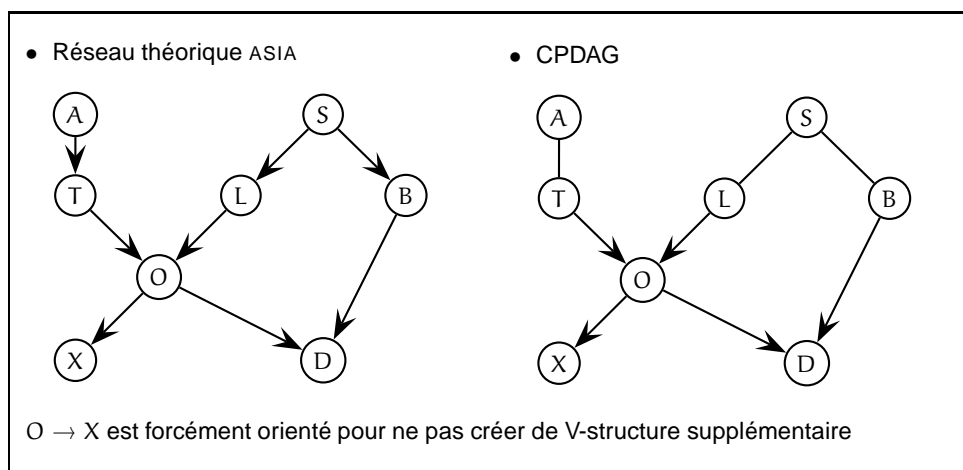 • Réseau théorique ASIA
• CPDAG
A
S
T
L
B
O
X
D
A
S
T
L
B
O
X
D
O → X est forcément orienté pour ne pas créer de V-structure supplémentaire